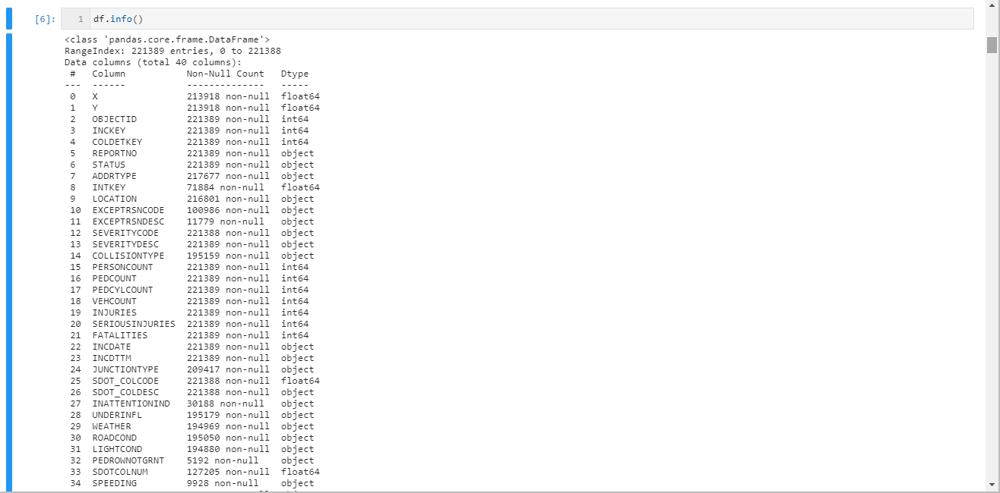 [6]: 1 df.info()
<class 'pandas.core.frame.DataFrame'>
RangeIndex: 221389 entries, 0 to 221388
Data columns (total 40 columns):
# Column Non-Null Count Dtype
--- ------ -------------- -----
0 X 213918 non-null float64
1 Y 213918 non-null float64
2 OBJECTID 221389 non-null int64
3 INCKEY 221389 non-null int64
4 COLDETKEY 221389 non-null int64
5 REPORTNO 221389 non-null object
6 STATUS 221389 non-null object
7 ADDRTYPE 217677 non-null object
8 INTKEY 71884 non-null float64
9 LOCATION 216801 non-null object
10 EXCEPTRSNCODE 100986 non-null object
11 EXCEPTRSNDESC 11779 non-null object
12 SEVERITYCODE 221388 non-null object
13 SEVERITYDESC 221389 non-null object
14 COLLISIONTYPE 195159 non-null object
15 PERSONCOUNT 221389 non-null int64
16 PEDCOUNT 221389 non-null int64
17 PEDCYLCOUNT 221389 non-null int64
18 VEHCOUNT 221389 non-null int64
19 INJURIES 221389 non-null int64
20 SERIOUSINJURIES 221389 non-null int64
21 FATALITIES 221389 non-null int64
22 INCDATE 221389 non-null object
23 INCDTTM 221389 non-null object
24 JUNCTIONTYPE 209417 non-null object
25 SDOT_COLCODE 221388 non-null float64
26 SDOT_COLDESC 221388 non-null object
27 INATTENTIONIND 30188 non-null object
28 UNDERINFL 195179 non-null object
29 WEATHER 194969 non-null object
30 ROADCOND 195050 non-null object
31 LIGHTCOND 194880 non-null object
32 PEDROWNOTGRNT 5192 non-null object
33 SDOTCOLNUM 127205 non-null float64
34 SPEEDING 9928 non-null object